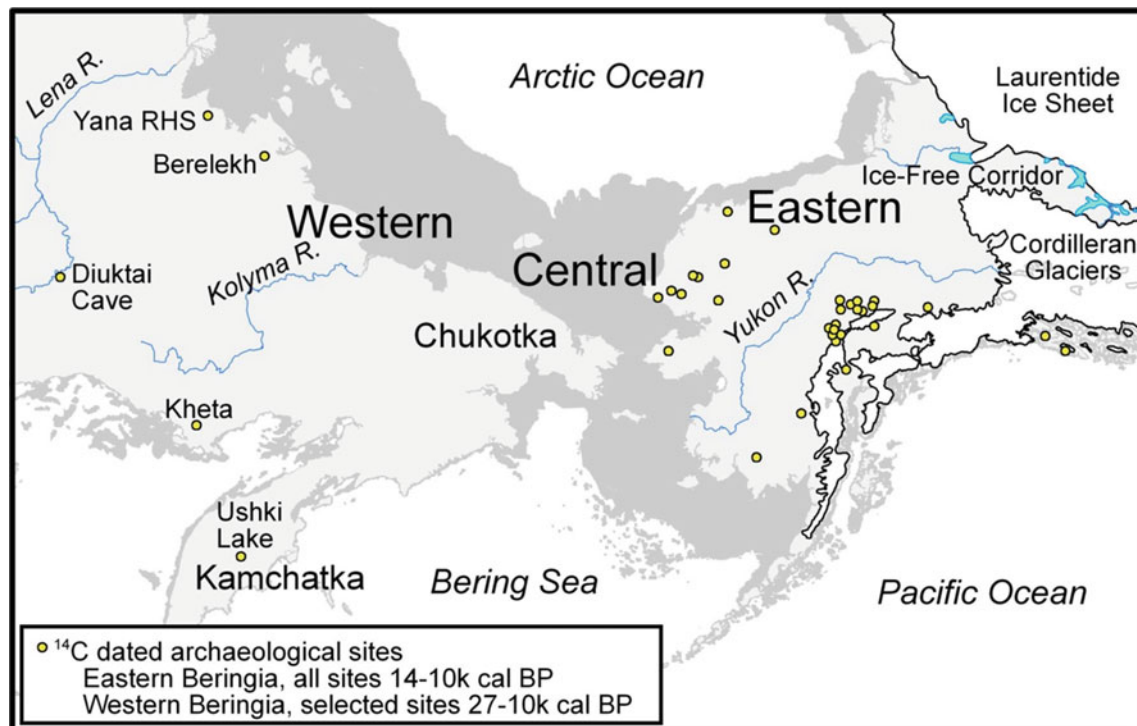 Arctic Ocean
Laurentide
Ice Sheet
Lena R.
Yana RHS
Berelekh
Ice-Free Corridor
Western
Eastern
Central
Cordilleran
Glaciers
Diuktai
Cave
Kolyma R.
Yukon R.
Chukotka
Kheta
Ushki
Lake
Kamchatka
Bering Sea
Pacific Ocean
¹⁴C dated archaeological sites
Eastern Beringia, all sites 14-10k cal BP
Western Beringia, selected sites 27-10k cal BP